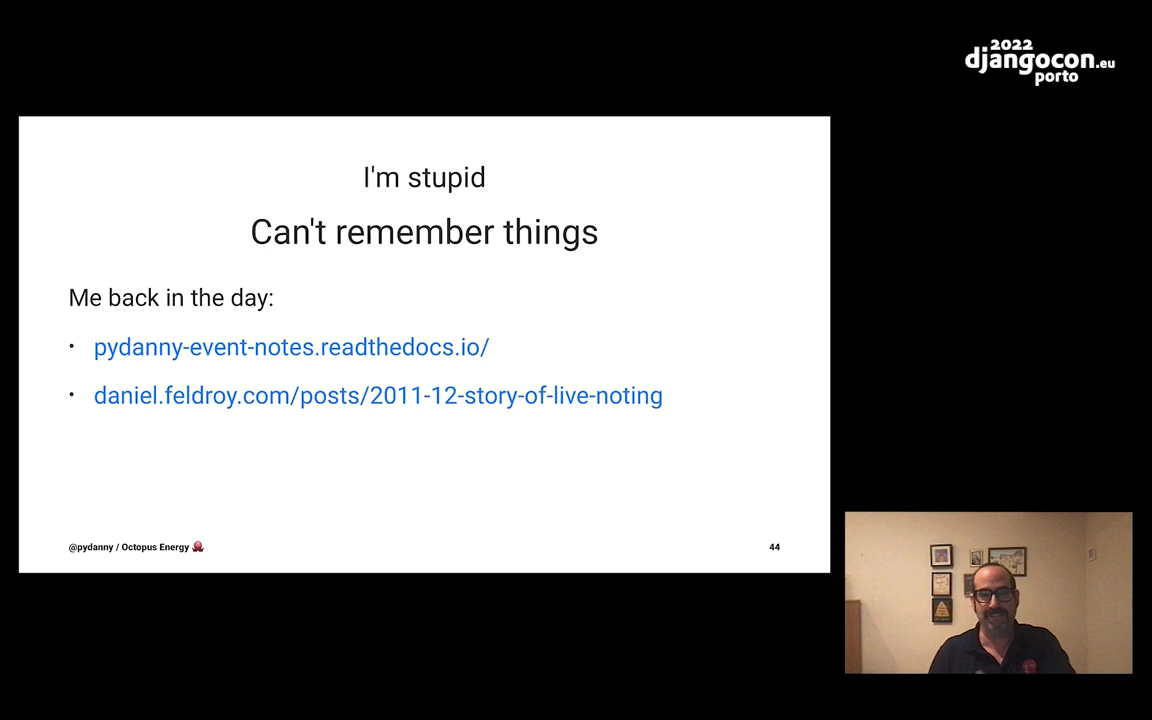 2022
djangocon.eu
porto
I'm stupid
Can't remember things
Me back in the day:
• pydanny-event-notes.readthedocs.io/
• daniel.feldroy.com/posts/2011-12-story-of-live-noting
@pydanny / Octopus Energy 🐙
44